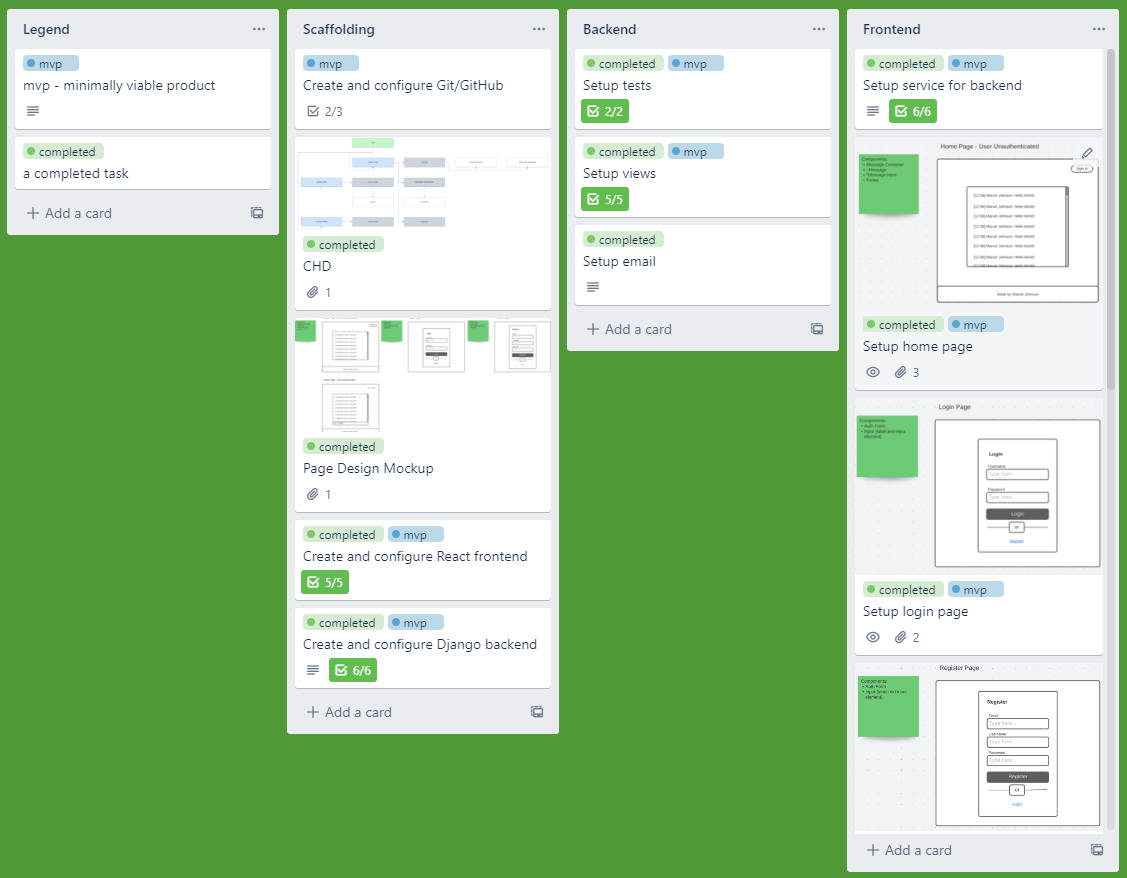 Legend
mvp
mvp - minimally viable product
completed
a completed task
Add a card
Scaffolding
mvp
Create and configure Git/GitHub
2/3
completed
CHD
1
completed
Page Design Mockup
1
completed mvp
Create and configure React frontend
5/5
completed mvp
Create and configure Django backend
6/6
Add a card
Backend
completed mvp
Setup tests
2/2
completed mvp
Setup views
5/5
completed
Setup email
Add a card
Frontend
completed mvp
Setup service for backend
6/6
Home Page - User Unauthenticated
Components:
Sign in
Made by Marvin Johnson
completed mvp
Setup home page
3
Login Page
Components:
• Auth Form
• Input (label and input
element)
Login
Username
Type here...
Password
Type here...
Login
or
Register
completed mvp
Setup login page
2
Register Page
Components:
• Auth Form
• Input (label and input
element)
Register
Email
Type here...
Username
Type here...
Password
Type here...
Register
or
Login
Add a card